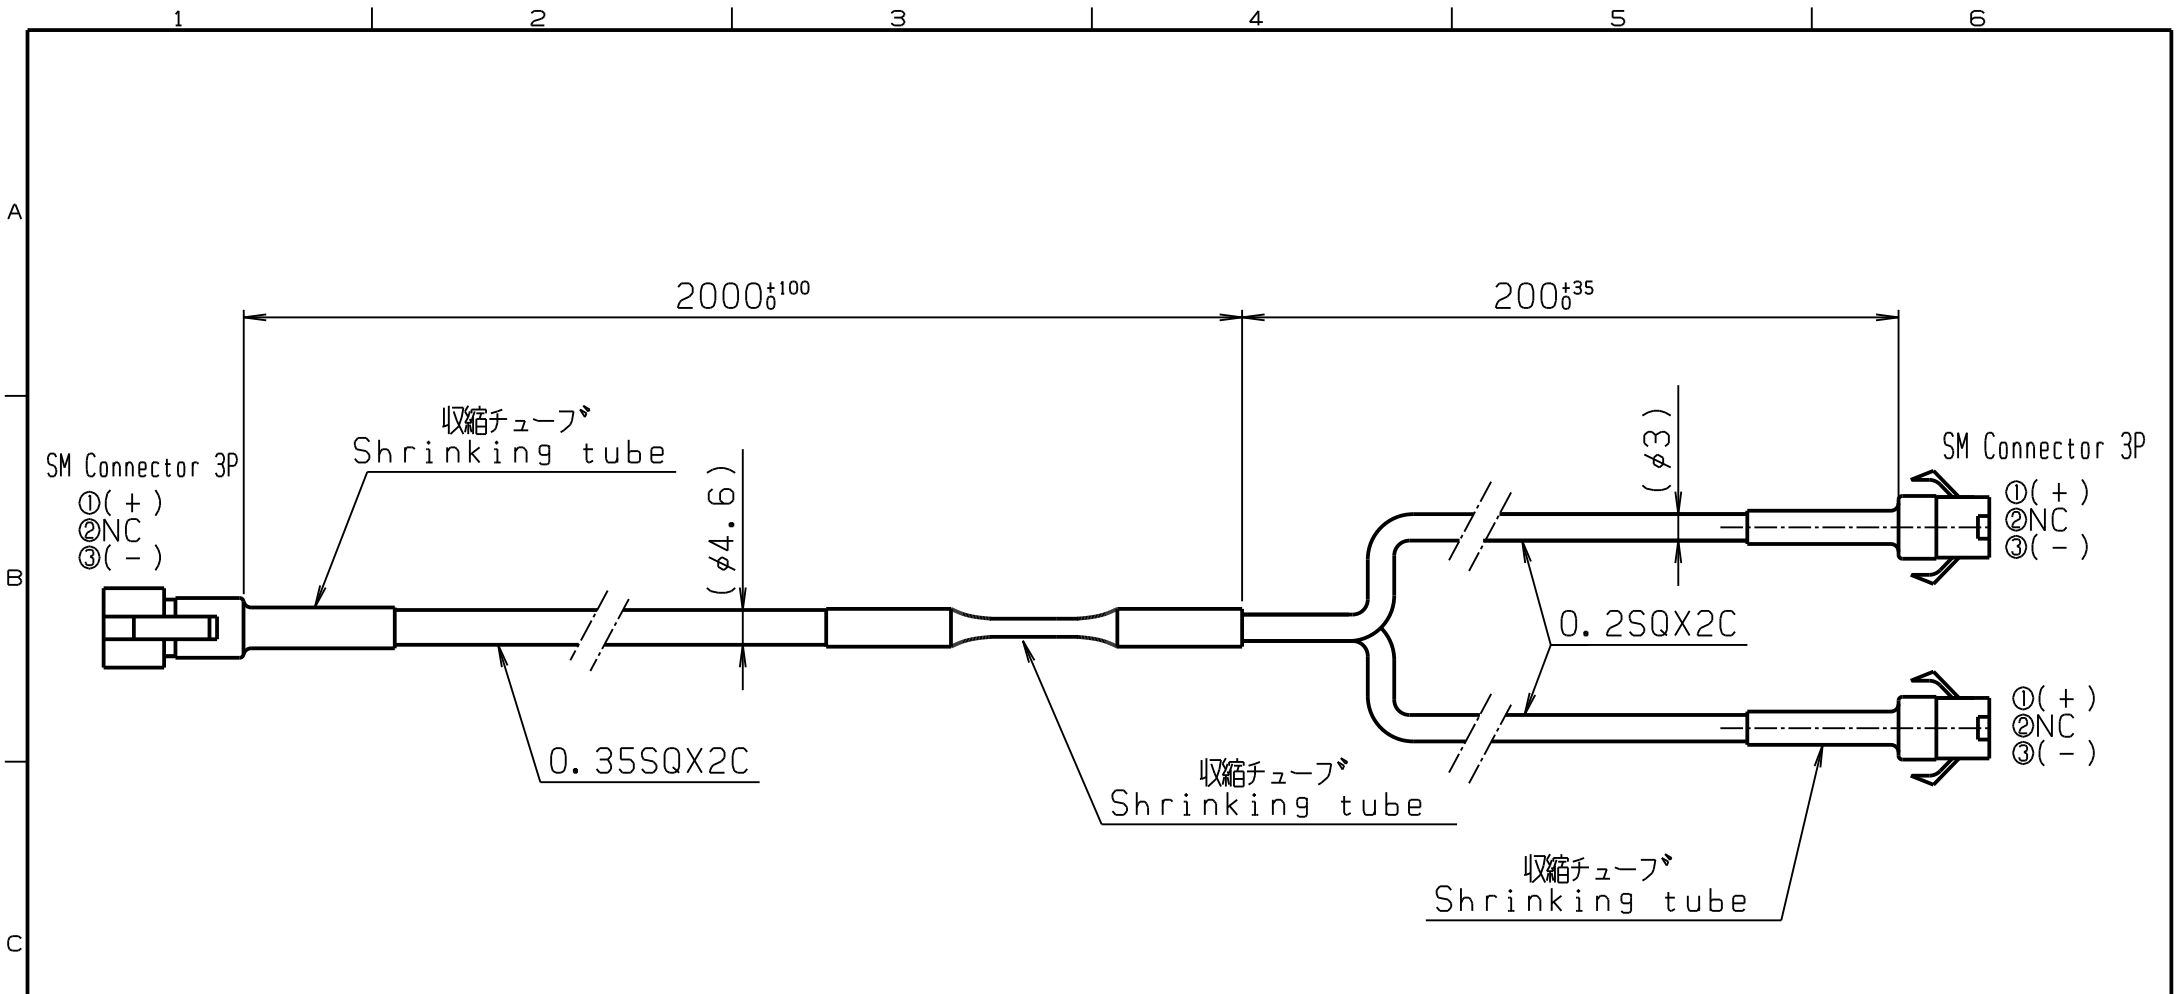 1 2 3 4 5 6
A
B
C
2000 +100 0
200 +35 0
収縮チューブ
Shrinking tube
SM Connector 3P
①(+)
②NC
③(-)
(φ4.6)
(φ3)
SM Connector 3P
①(+)
②NC
③(-)
0.2SQX2C
①(+)
②NC
③(-)
0.35SQX2C
収縮チューブ
Shrinking tube
収縮チューブ
Shrinking tube